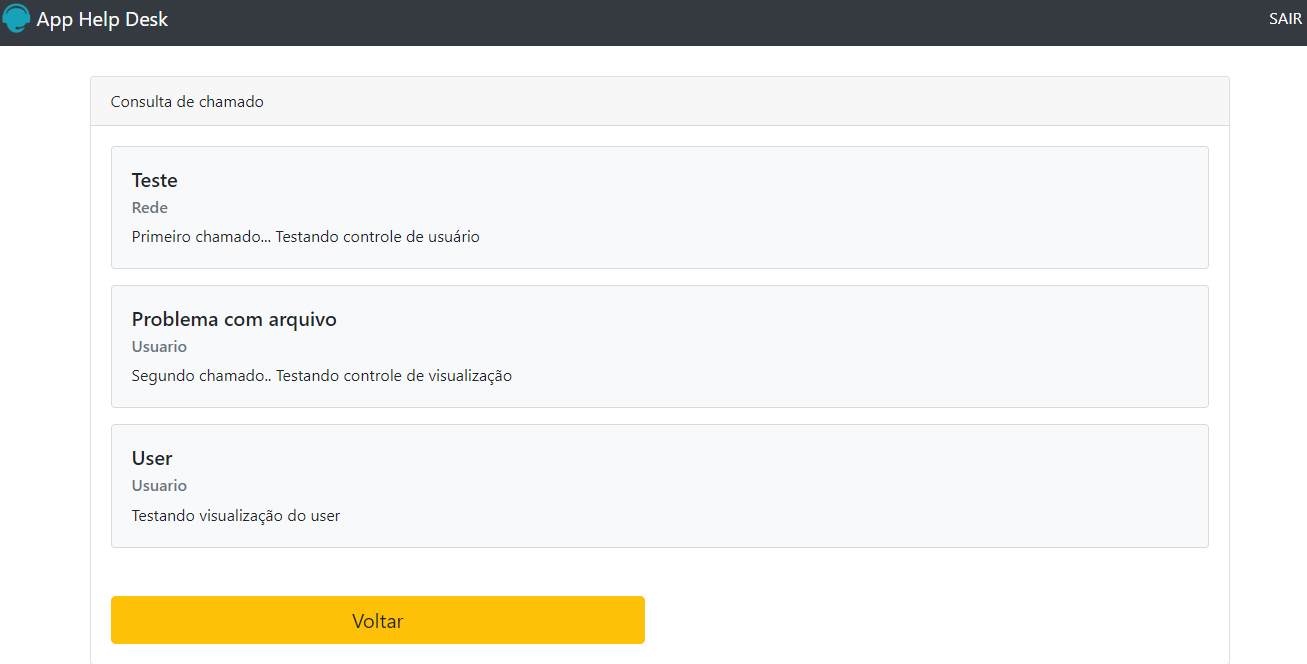 App Help Desk
SAIR
Consulta de chamado
Teste
Rede
Primeiro chamado... Testando controle de usuário
Problema com arquivo
Usuario
Segundo chamado.. Testando controle de visualização
User
Usuario
Testando visualização do user
Voltar